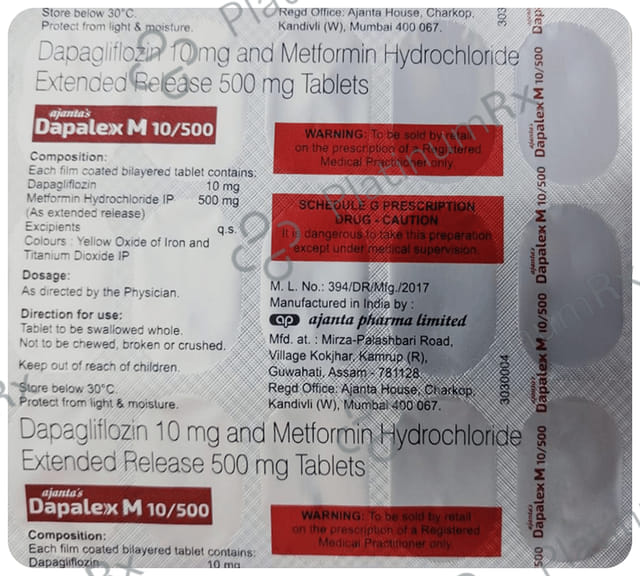 Store below 30°C.
Protect from light & moisture.
Regd Office: Ajanta House, Charkop,
Kandivli (W), Mumbai 400 067.
303
Dapagliflozin 10mg and Metformin Hydrochloride
Extended Release 500 mg Tablets
ajanta's
Dapalex M 10/500
Composition:
Each film coated bilayered tablet contains:
Dapagliflozin 10 mg
Metformin Hydrochloride IP 500 mg
(As extended release)
Excipients q.s.
Colours : Yellow Oxide of Iron and
Titanium Dioxide IP
Dosage:
As directed by the Physician.
Direction for use:
Tablet to be swallowed whole.
Not to be chewed, broken or crushed.
Keep out of reach of children.
Store below 30°C.
Protect from light & moisture.
WARNING: To be sold by retail
on the prescription of a Registered
Medical Practitioner only.
SCHEDULE G PRESCRIPTION
DRUG - CAUTION
It is dangerous to take this preparation
except under medical supervision.
M. L. No.: 394/DR/Mfg./2017
Manufactured in India by :
ap ajanta pharma limited
Mfd. at : Mirza-Palashbari Road,
Village Kokjhar, Kamrup (R),
Guwahati, Assam - 781128.
Regd Office: Ajanta House, Charkop,
Kandivli (W), Mumbai 400 067.
3030004
Dapagliflozin 10 mg and Metformin Hydrochloride
Extended Release 500 mg Tablets
ajanta's
Dapalex M 10/500
Composition:
Each film coated bilayered tablet contains:
Dapagliflozin 10 mg
WARNING: To be sold by retail
on the prescription of a Registered
Medical Practitioner only.
ajanta's
Dapalex M 10/500
ajanta's
Dapalex M 10/500
ajanta's
Dapalex M 10/500
ajanta's
Dapalex M 10/500
500
PlatinumRx
PlatinumRx
PlatinumRx